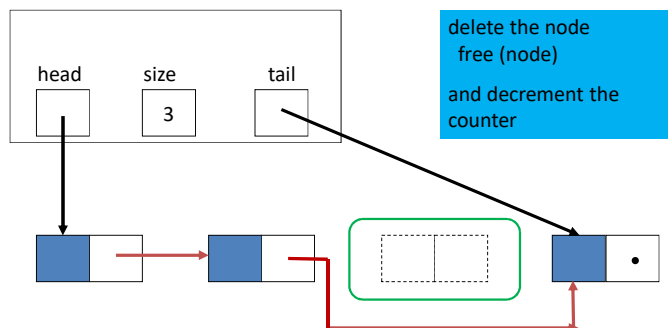 delete the node
free (node)
and decrement the
counter
head size tail
3